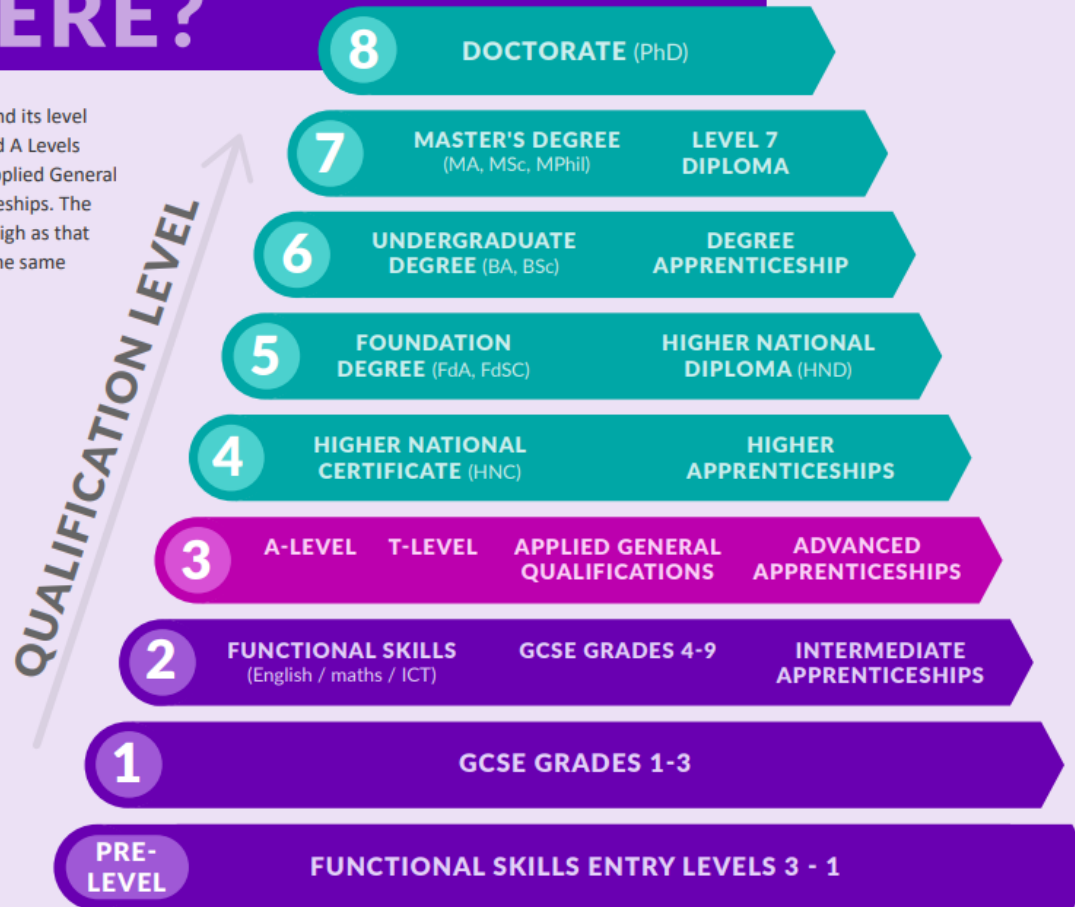 ERE?
nd its level
d A Levels
plied General
eships. The
igh as that
he same
QUALIFICATION LEVEL
8
DOCTORATE (PhD)
7
MASTER'S DEGREE
(MA, MSc, MPhil)
LEVEL 7
DIPLOMA
6
UNDERGRADUATE
DEGREE (BA, BSc)
DEGREE
APPRENTICESHIP
5
FOUNDATION
DEGREE (FdA, FdSC)
HIGHER NATIONAL
DIPLOMA (HND)
4
HIGHER NATIONAL
CERTIFICATE (HNC)
HIGHER
APPRENTICESHIPS
3
A-LEVEL
T-LEVEL
APPLIED GENERAL
QUALIFICATIONS
ADVANCED
APPRENTICESHIPS
2
FUNCTIONAL SKILLS
(English / maths / ICT)
GCSE GRADES 4-9
INTERMEDIATE
APPRENTICESHIPS
1
GCSE GRADES 1-3
PRE-
LEVEL
FUNCTIONAL SKILLS ENTRY LEVELS 3 - 1